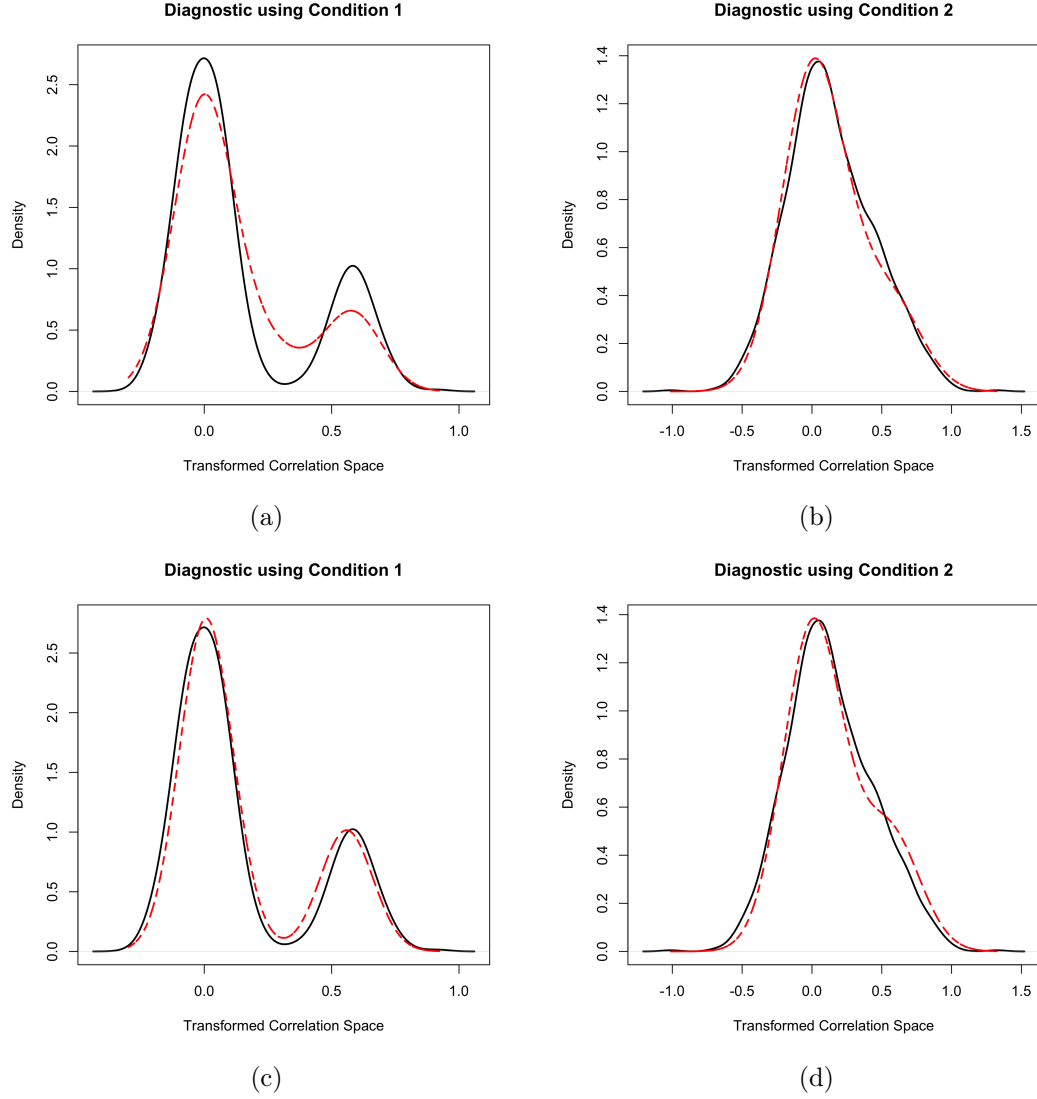 Diagnostic using Condition 1
Density
0.0 0.5 1.0 1.5 2.0 2.5
0.0 0.5 1.0
Transformed Correlation Space
(a)
Diagnostic using Condition 2
Density
0.0 0.2 0.4 0.6 0.8 1.0 1.2 1.4
-1.0 -0.5 0.0 0.5 1.0 1.5
Transformed Correlation Space
(b)
Diagnostic using Condition 1
Density
0.0 0.5 1.0 1.5 2.0 2.5
0.0 0.5 1.0
Transformed Correlation Space
(c)
Diagnostic using Condition 2
Density
0.0 0.2 0.4 0.6 0.8 1.0 1.2 1.4
-1.0 -0.5 0.0 0.5 1.0 1.5
Transformed Correlation Space
(d)